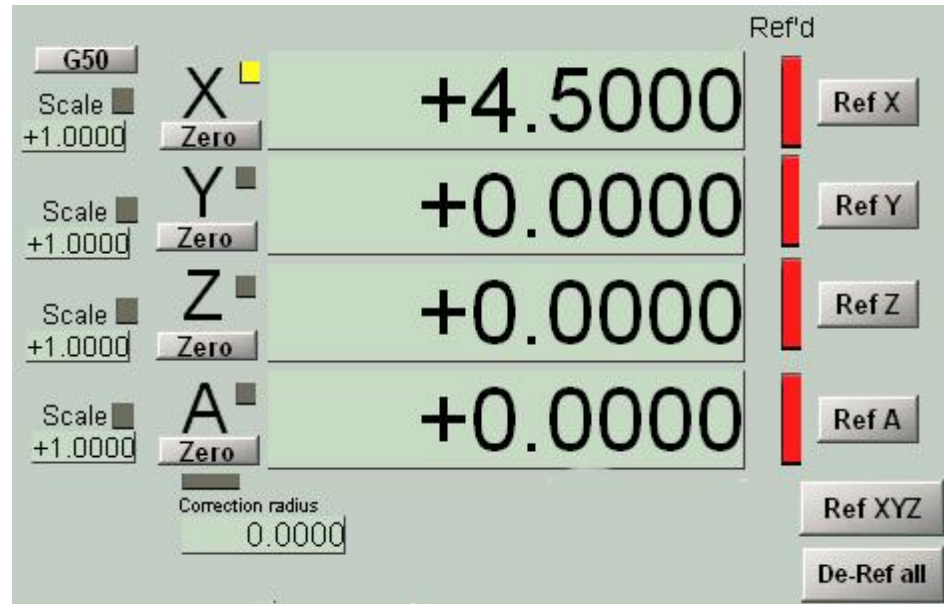 Ref'd
G50
X +4.5000 Ref X
Scale
+1.0000 Zero
Y +0.0000 Ref Y
Scale
+1.0000 Zero
Z +0.0000 Ref Z
Scale
+1.0000 Zero
A +0.0000 Ref A
Scale
+1.0000 Zero
Correction radius
0.0000
Ref XYZ
De-Ref all